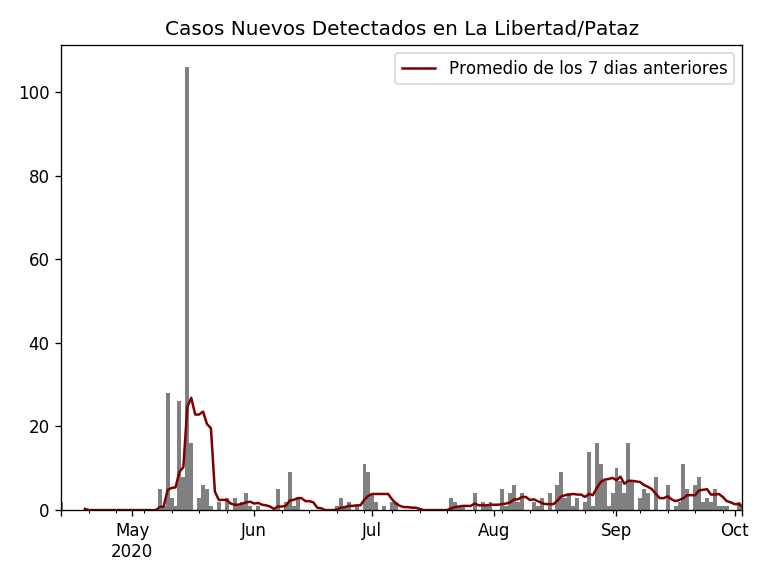 Casos Nuevos Detectados en La Libertad/Pataz
Promedio de los 7 dias anteriores
100
80
60
40
20
0
May Jun Jul Aug Sep Oct
2020